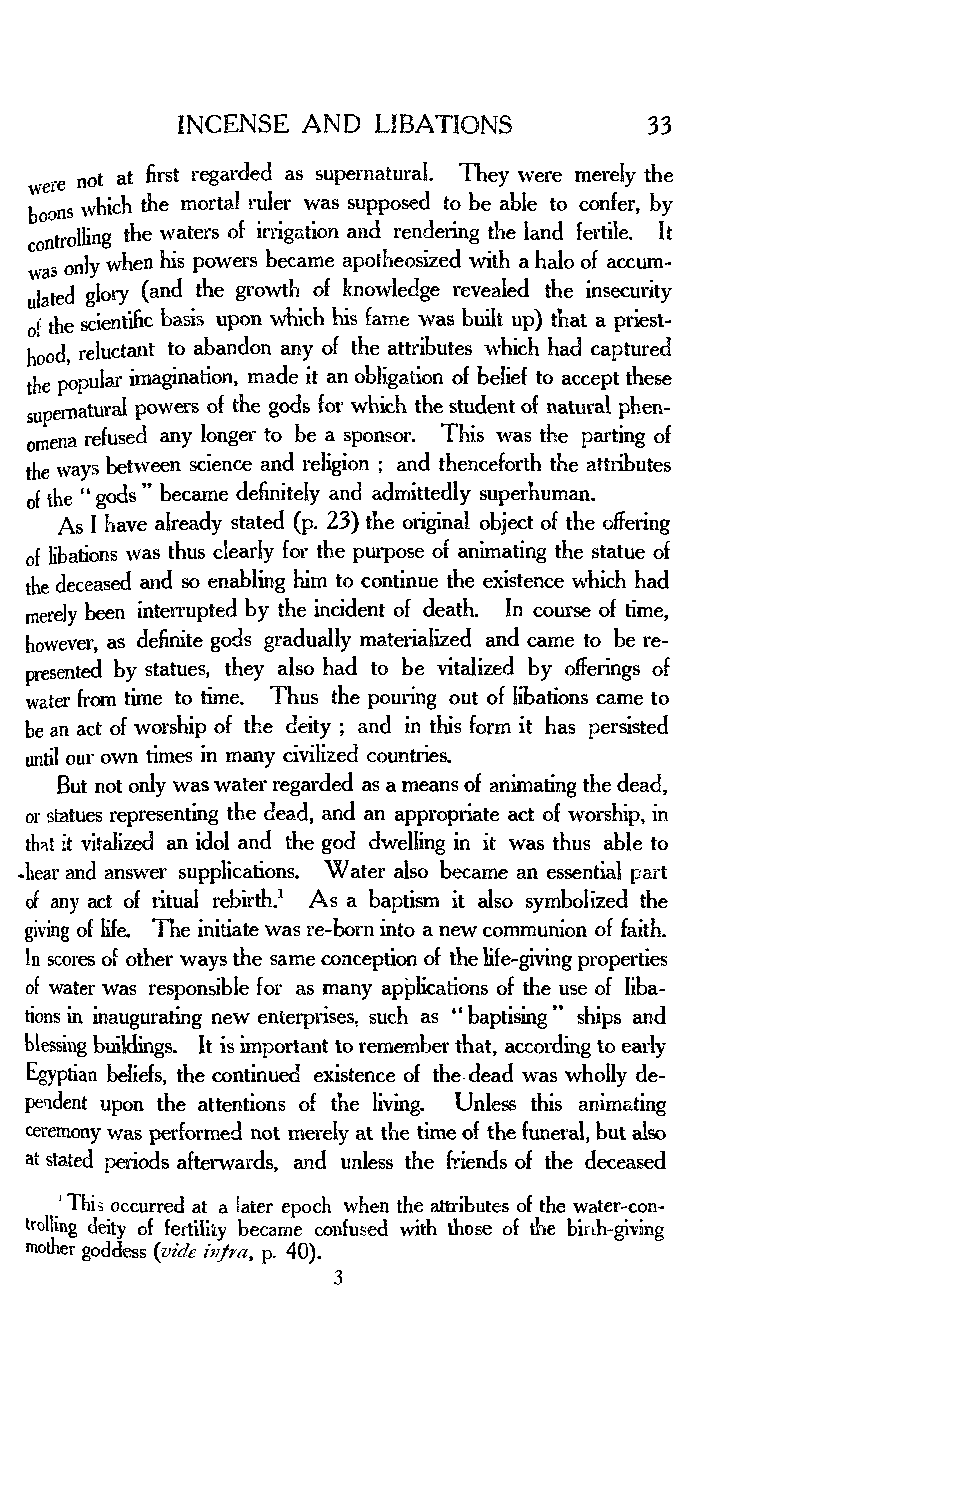 INCENSE AND LIBATIONS 33
were not at first regarded as supernatural. They were merely the
boons which the mortal ruler was supposed to be able to confer, by
controlling the waters of irrigation and rendering the land fertile. It
was only when his powers became apotheosized with a halo of accum-
ulated glory (and the growth of knowledge revealed the insecurity
of the scientific basis upon which his fame was built up) that a priest-
hood, reluctant to abandon any of the attributes which had captured
the popular imagination, made it an obligation of belief to accept these
supernatural powers of the gods for which the student of natural phen-
omena refused any longer to be a sponsor. This was the parting of
the ways between science and religion ; and thenceforth the attributes
of the “ gods ” became definitely and admittedly superhuman.
As I have already stated (p. 23) the original object of the offering
of libations was thus clearly for the purpose of animating the statue of
the deceased and so enabling him to continue the existence which had
merely been interrupted by the incident of death. In course of time,
however, as definite gods gradually materialized and came to be re-
presented by statues, they also had to be vitalized by offerings of
water from time to time. Thus the pouring out of libations came to
be an act of worship of the deity ; and in this form it has persisted
until our own times in many civilized countries.
But not only was water regarded as a means of animating the dead,
or statues representing the dead, and an appropriate act of worship, in
that it vitalized an idol and the god dwelling in it was thus able to
hear and answer supplications. Water also became an essential part
of any act of ritual rebirth.¹ As a baptism it also symbolized the
giving of life. The initiate was re-born into a new communion of faith.
In scores of other ways the same conception of the life-giving properties
of water was responsible for as many applications of the use of liba-
tions in inaugurating new enterprises, such as “ baptising ” ships and
blessing buildings. It is important to remember that, according to early
Egyptian beliefs, the continued existence of the dead was wholly de-
pendent upon the attentions of the living. Unless this animating
ceremony was performed not merely at the time of the funeral, but also
at stated periods afterwards, and unless the friends of the deceased
¹ This occurred at a later epoch when the attributes of the water-con-
trolling deity of fertility became confused with those of the birth-giving
mother goddess (vide infra, p. 40).
3